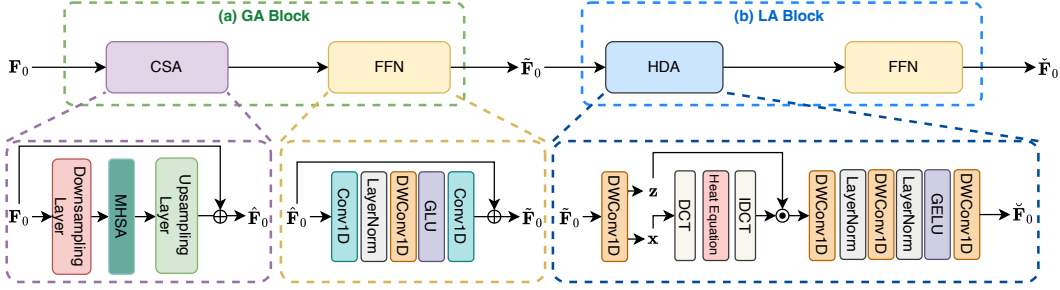 (a) GA Block
(b) LA Block
F₀
CSA
FFN
F̃₀
HDA
FFN
F̌₀
F₀
Downsampling Layer
MHSA
Upsampling Layer
F̂₀
F̂₀
Conv1D
LayerNorm
DWConv1D
GLU
Conv1D
F̃₀
F̃₀
DWConv1D
z
x
DCT
Heat Equation
IDCT
DWConv1D
LayerNorm
DWConv1D
LayerNorm
GELU
DWConv1D
F̆₀